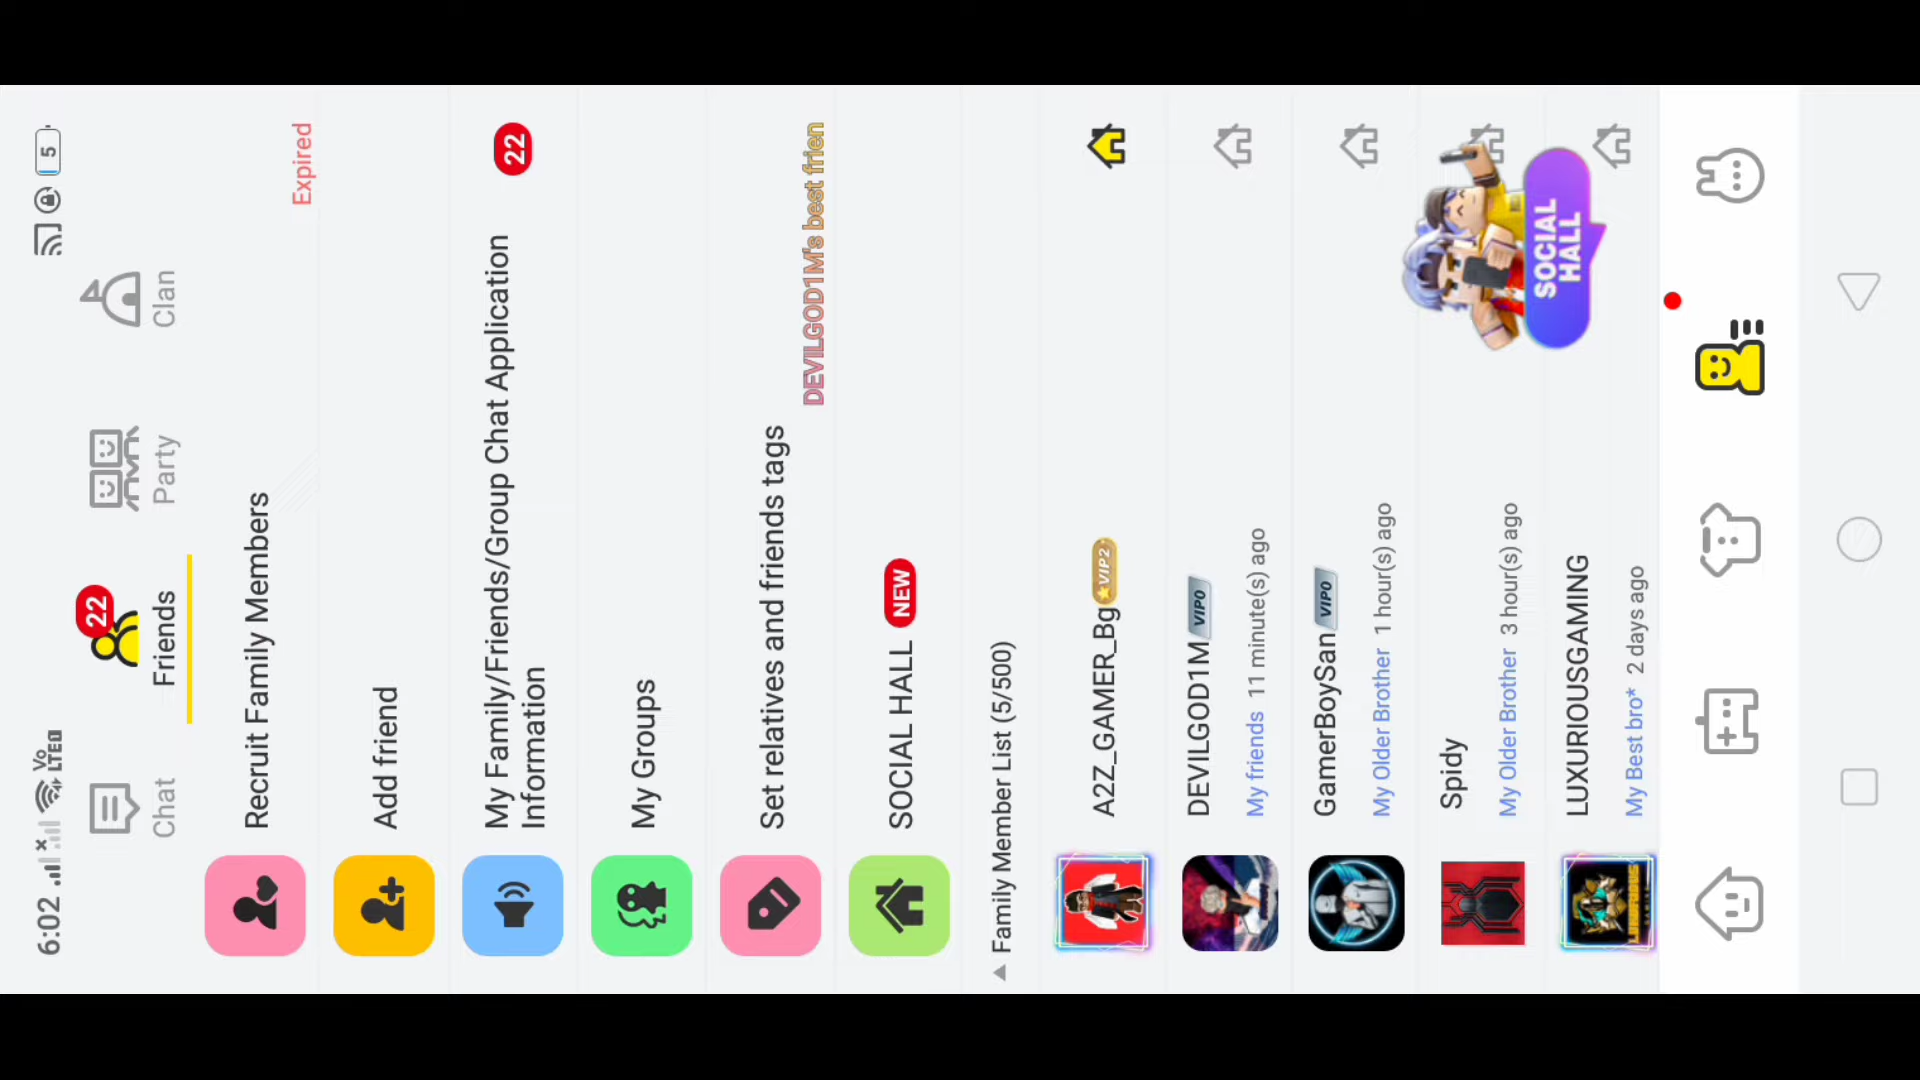 6:02
Vo
LTE1
5
Chat
22
Friends
Party
Clan
Recruit Family Members
Expired
Add friend
My Family/Friends/Group Chat Application
Information
22
My Groups
Set relatives and friends tags
DEVILGOD1M's best frien
SOCIAL HALL NEW
Family Member List (5/500)
A2Z_GAMER_Bg VIP2
DEVILGOD1M VIP0
My friends 11 minute(s) ago
GamerBoySan VIP0
My Older Brother 1 hour(s) ago
Spidy
My Older Brother 3 hour(s) ago
SOCIAL
HALL
LUXURIOUSGAMING
My Best bro* 2 days ago